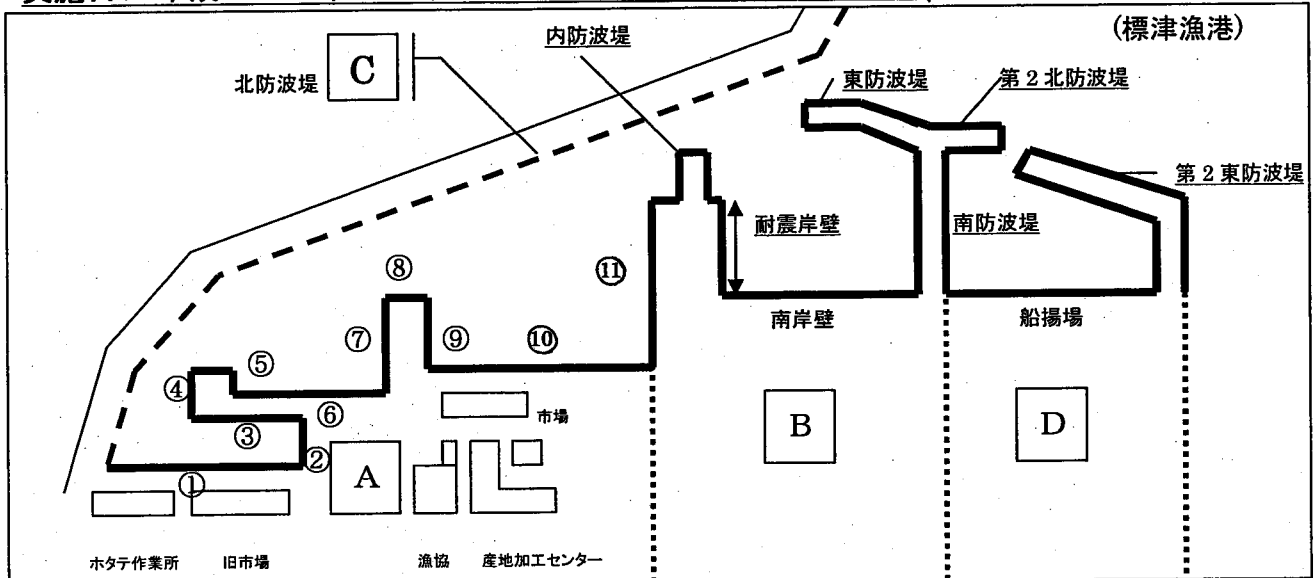 (標津漁港)
内防波堤
北防波堤
C
東防波堤
第2北防波堤
第2東防波堤
耐震岸壁
南防波堤
⑧
⑪
南岸壁
船揚場
⑦
⑨
⑩
⑤
④
⑥
市場
③
B
D
②
A
①
ホタテ作業所
旧市場
漁協
産地加工センター